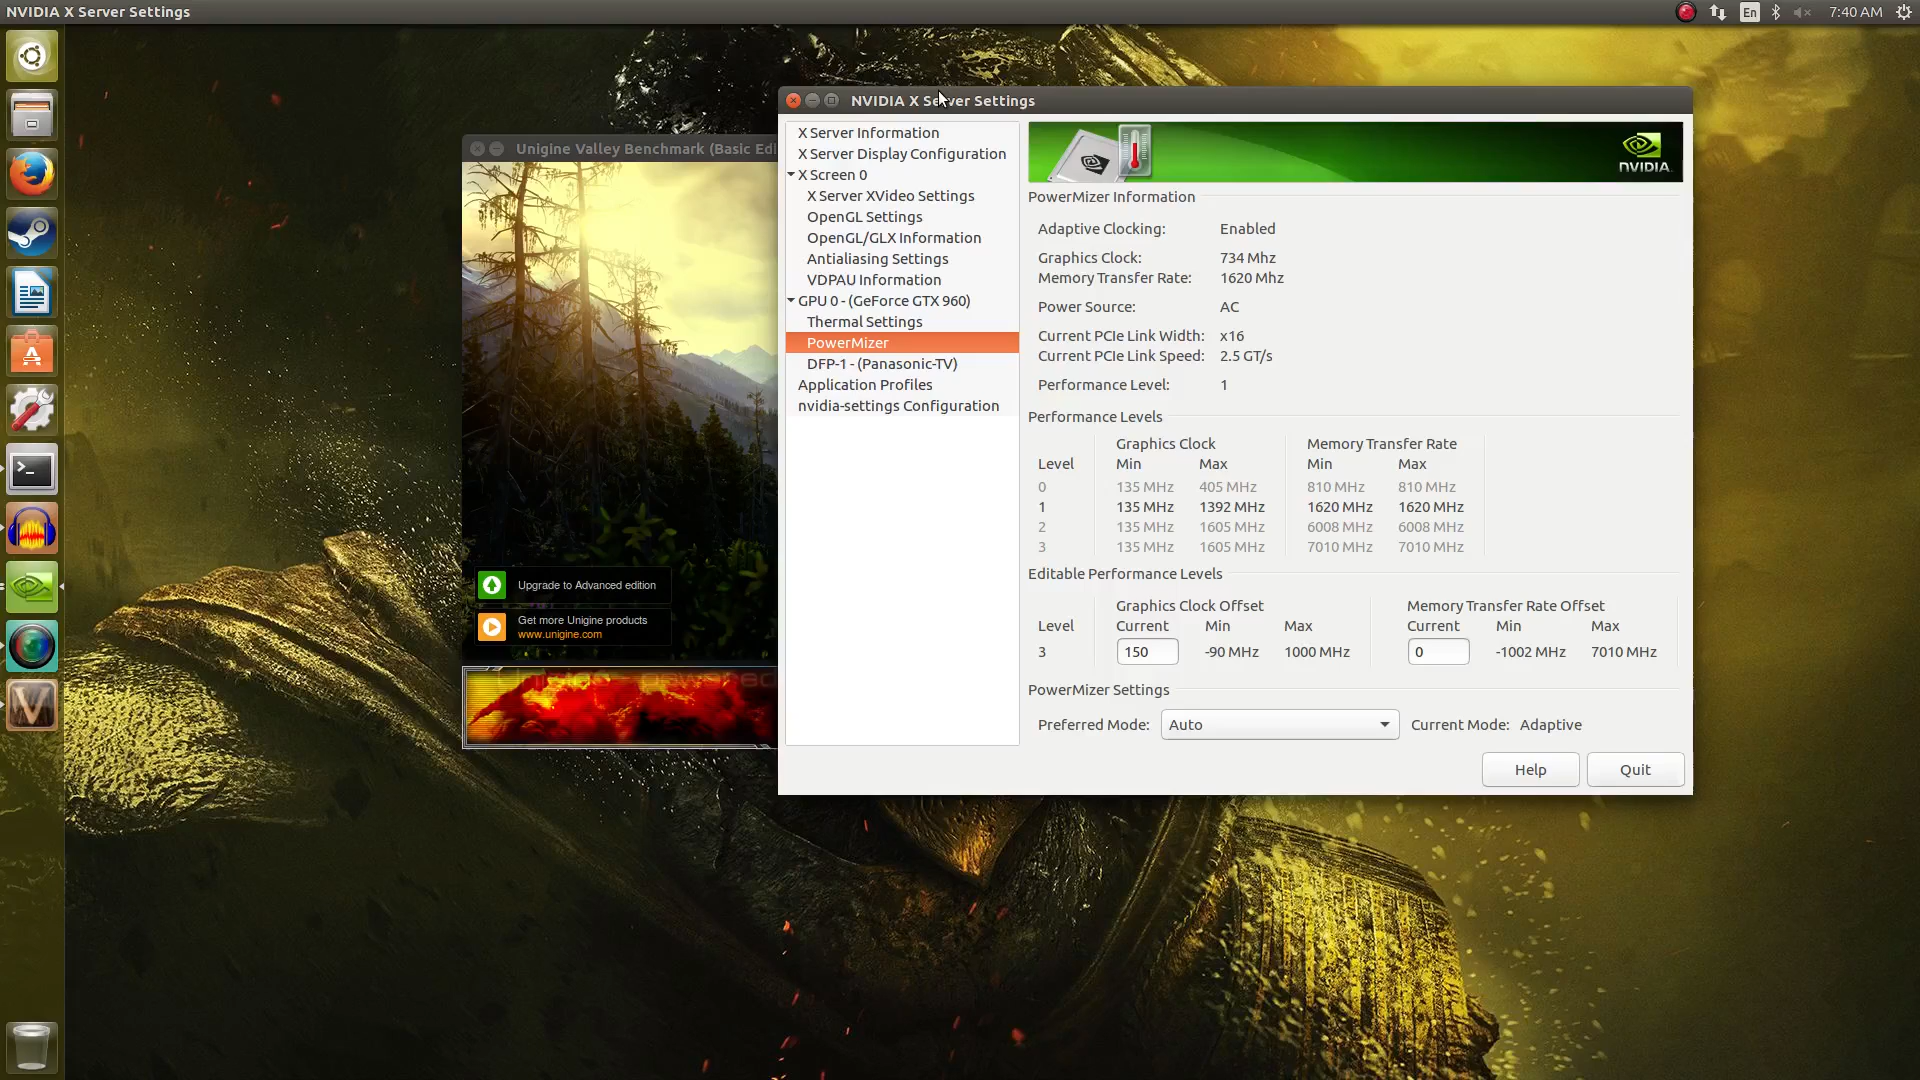 NVIDIA X Server Settings
En
7:40 AM
NVIDIA X Server Settings
Unigine Valley Benchmark (Basic Edi
X Server Information
X Server Display Configuration
X Screen 0
X Server XVideo Settings
OpenGL Settings
OpenGL/GLX Information
Antialiasing Settings
VDPAU Information
GPU 0 - (GeForce GTX 960)
Thermal Settings
PowerMizer
DFP-1 - (Panasonic-TV)
Application Profiles
nvidia-settings Configuration
NVIDIA.
PowerMizer Information
Adaptive Clocking: Enabled
Graphics Clock: 734 Mhz
Memory Transfer Rate: 1620 Mhz
Power Source: AC
Current PCIe Link Width: x16
Current PCIe Link Speed: 2.5 GT/s
Performance Level: 1
Performance Levels
Graphics Clock Memory Transfer Rate
Level Min Max Min Max
0 135 MHz 405 MHz 810 MHz 810 MHz
1 135 MHz 1392 MHz 1620 MHz 1620 MHz
2 135 MHz 1605 MHz 6008 MHz 6008 MHz
3 135 MHz 1605 MHz 7010 MHz 7010 MHz
Editable Performance Levels
Graphics Clock Offset Memory Transfer Rate Offset
Level Current Min Max Current Min Max
3 150 -90 MHz 1000 MHz 0 -1002 MHz 7010 MHz
PowerMizer Settings
Preferred Mode: Auto Current Mode: Adaptive
Help Quit
Upgrade to Advanced edition
Get more Unigine products
www.unigine.com